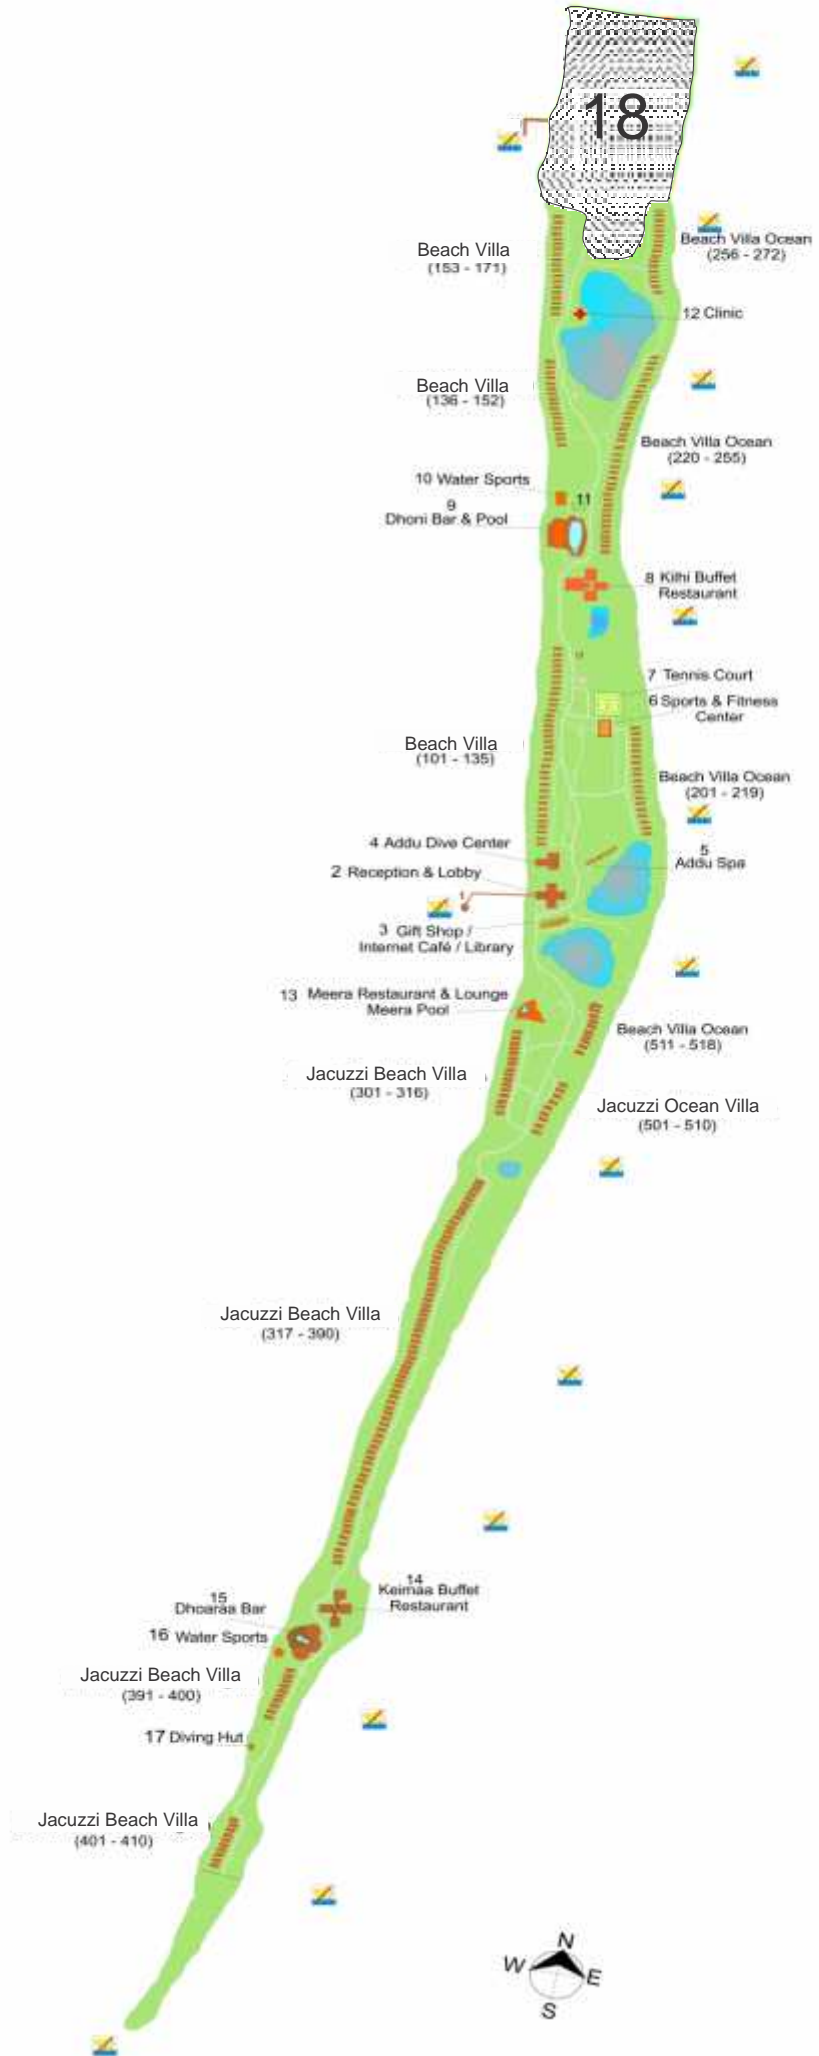 18
Beach Villa
(153 - 171)
Beach Villa Ocean
(256 - 272)
12 Clinic
Beach Villa
(136 - 152)
Beach Villa Ocean
(220 - 255)
10 Water Sports
11
9
Dhoni Bar & Pool
8 Kilhi Buffet
Restaurant
7 Tennis Court
6 Sports & Fitness
Center
Beach Villa
(101 - 135)
Beach Villa Ocean
(201 - 219)
4 Addu Dive Center
5
Addu Spa
2 Reception & Lobby
1
3 Gift Shop /
Internet Café / Library
13 Meera Restaurant & Lounge
Meera Pool
Beach Villa Ocean
(511 - 518)
Jacuzzi Beach Villa
(301 - 316)
Jacuzzi Ocean Villa
(501 - 510)
Jacuzzi Beach Villa
(317 - 390)
14
Keimaa Buffet
Restaurant
15
Dhoaraa Bar
16 Water Sports
Jacuzzi Beach Villa
(391 - 400)
17 Diving Hut
Jacuzzi Beach Villa
(401 - 410)
N
W
E
S